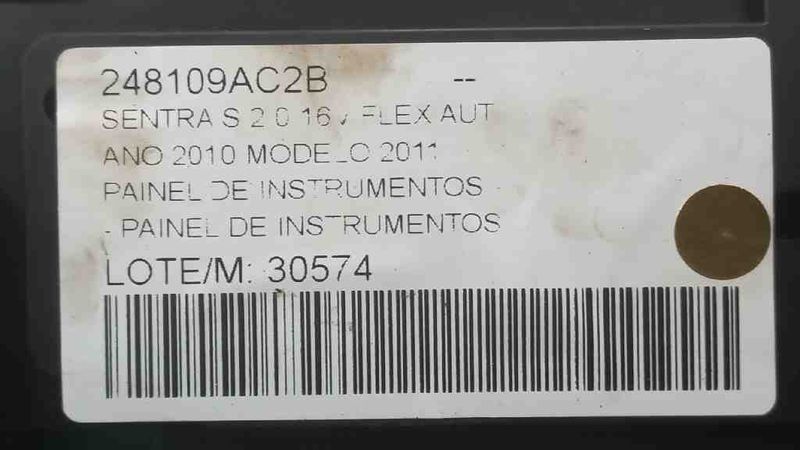 248109AC2B --
SENTRA S 2.0 16V FLEX AUT
ANO 2010 MODELO 2011
PAINEL DE INSTRUMENTOS
- PAINEL DE INSTRUMENTOS
LOTE/M: 30574